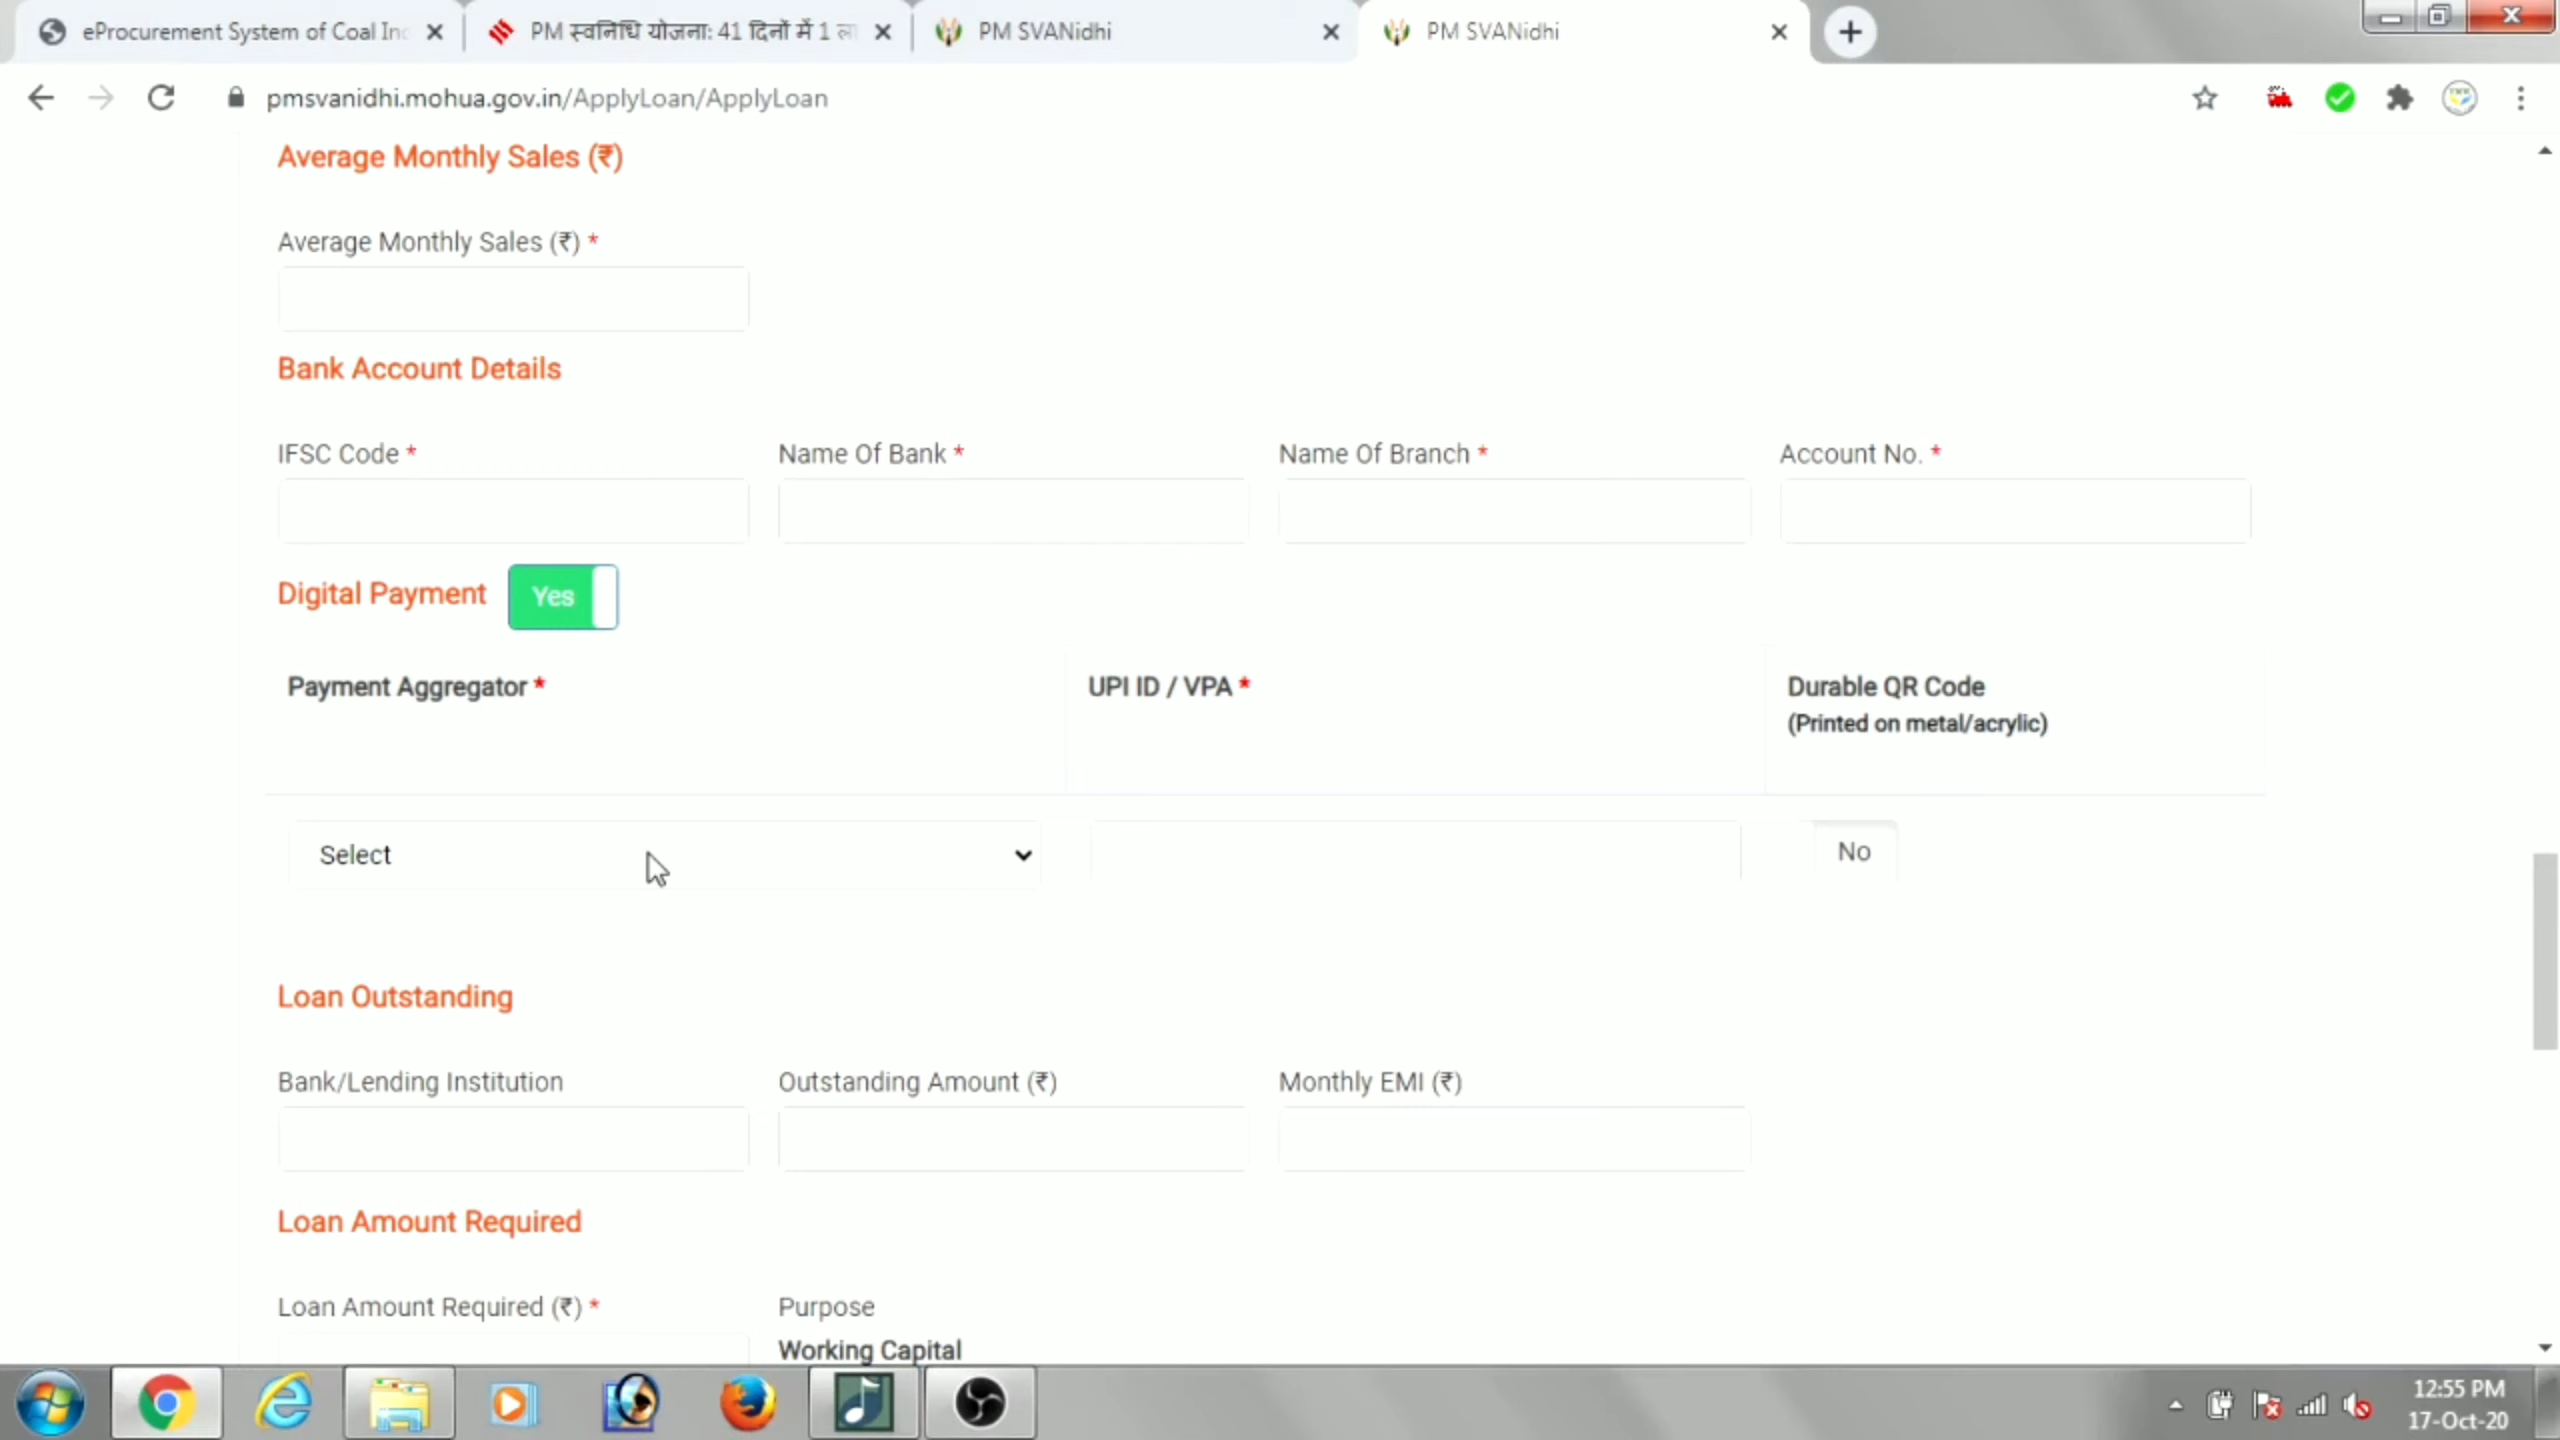 eProcurement System of Coal Inc
PM स्वनिधि योजना: 41 दिनों में 1 ला
PM SVANidhi
PM SVANidhi
pmsvanidhi.mohua.gov.in/ApplyLoan/ApplyLoan
Average Monthly Sales (₹)
Average Monthly Sales (₹) *
Bank Account Details
IFSC Code * Name Of Bank * Name Of Branch * Account No. *
Digital Payment Yes
Payment Aggregator * UPI ID / VPA * Durable QR Code
(Printed on metal/acrylic)
Select No
Loan Outstanding
Bank/Lending Institution Outstanding Amount (₹) Monthly EMI (₹)
Loan Amount Required
Loan Amount Required (₹) * Purpose
Working Capital
12:55 PM
17-Oct-20